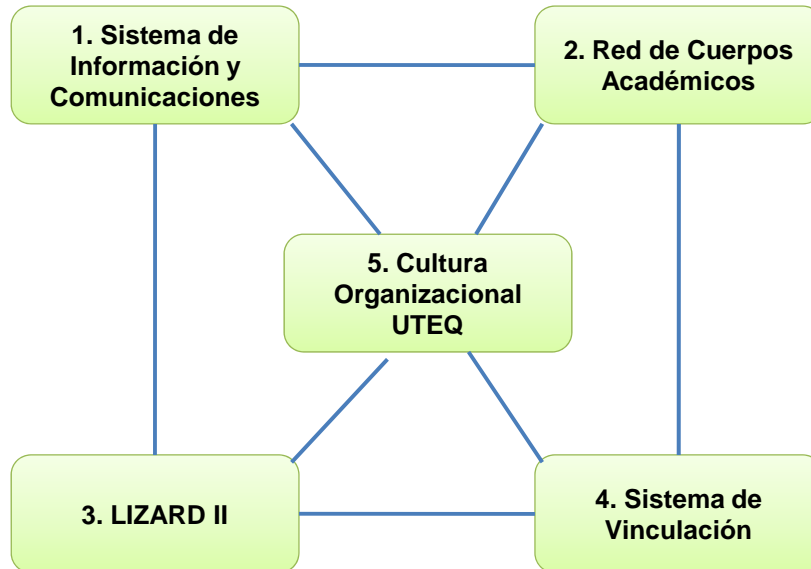 1. Sistema de
Información y
Comunicaciones
2. Red de Cuerpos
Académicos
5. Cultura
Organizacional
UTEQ
3. LIZARD II
4. Sistema de
Vinculación